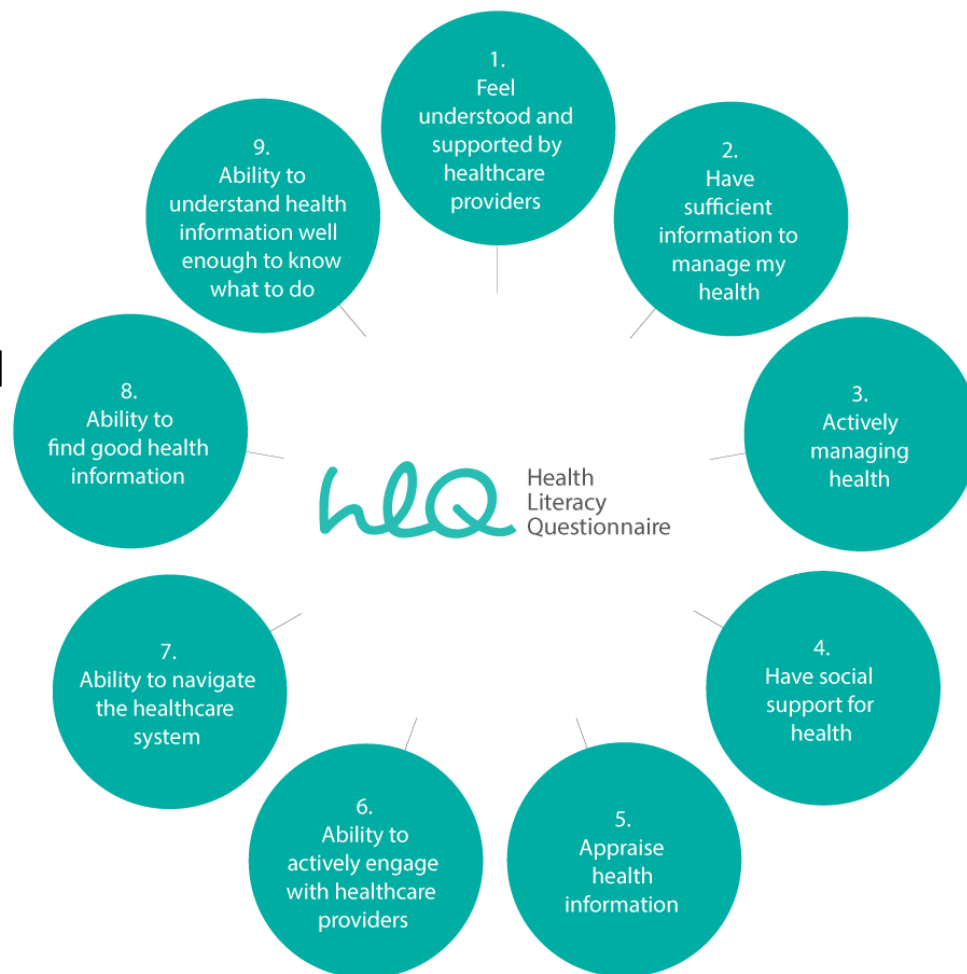 1.
Feel
understood and
supported by
healthcare
providers
2.
Have
sufficient
information to
manage my
health
3.
Actively
managing
health
4.
Have social
support for
health
5.
Appraise
health
information
6.
Ability to
actively engage
with healthcare
providers
7.
Ability to navigate
the healthcare
system
8.
Ability to
find good health
information
9.
Ability to
understand health
information well
enough to know
what to do
hlQ
Health
Literacy
Questionnaire